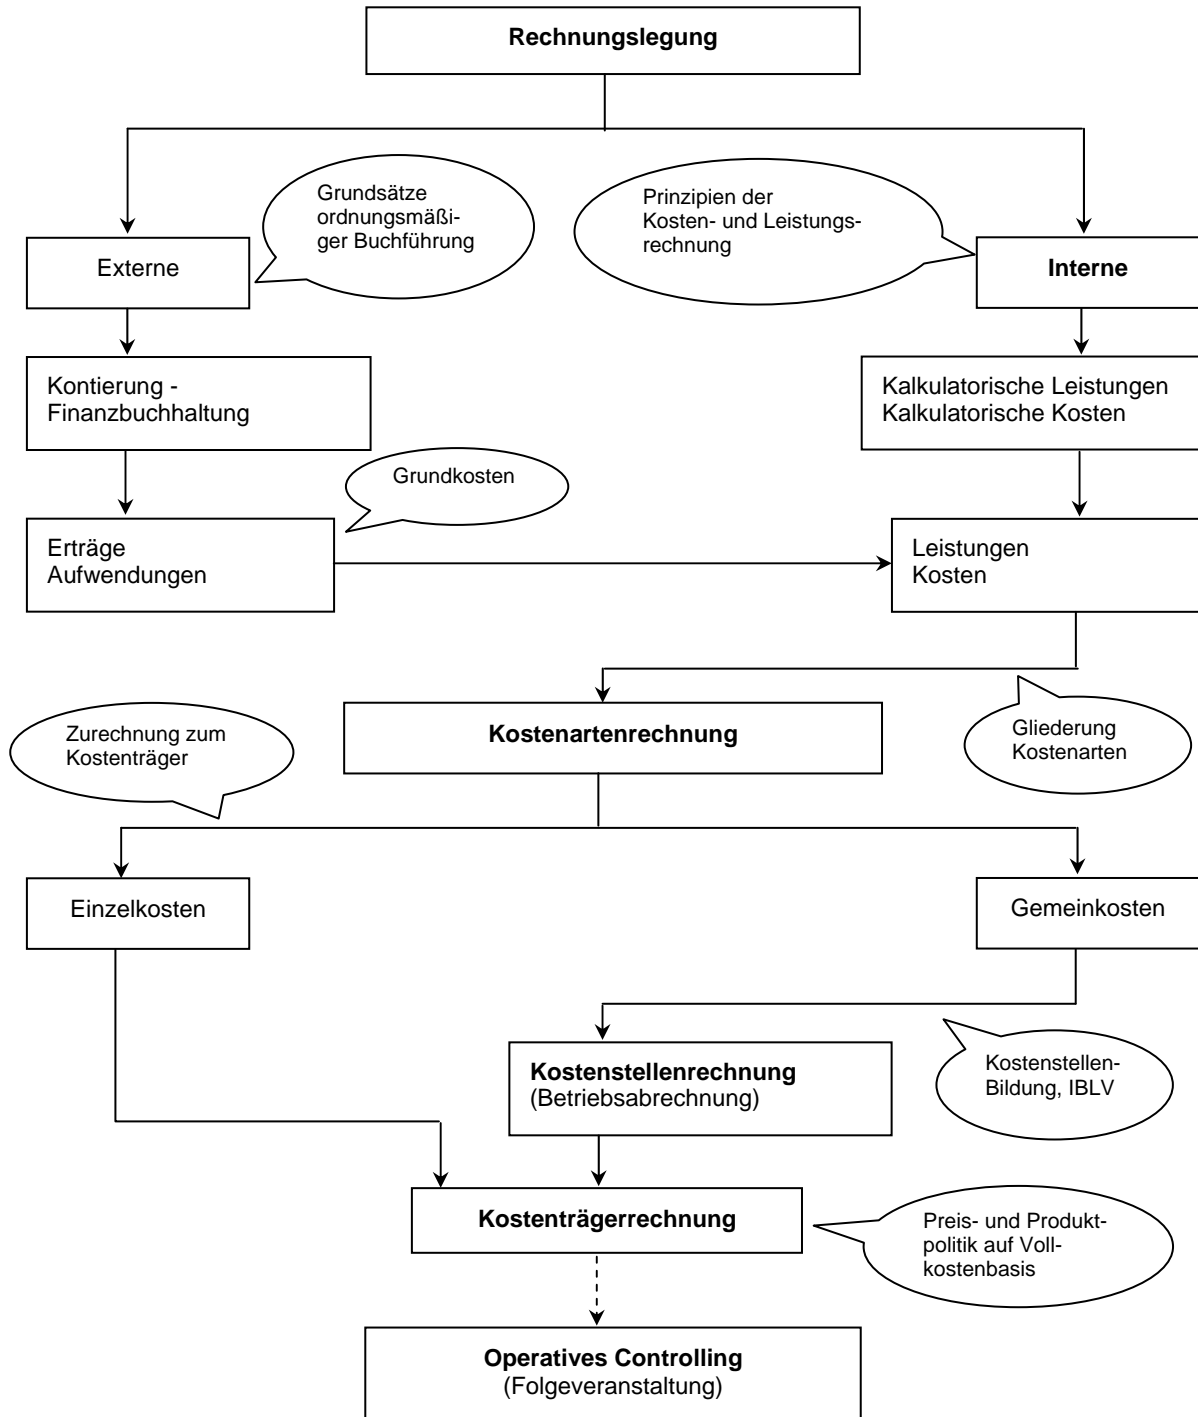 Rechnungslegung
Grundsätze
ordnungsmäßi-
ger Buchführung
Prinzipien der
Kosten- und Leistungs-
rechnung
Externe
Interne
Kontierung -
Finanzbuchhaltung
Kalkulatorische Leistungen
Kalkulatorische Kosten
Grundkosten
Erträge
Aufwendungen
Leistungen
Kosten
Zurechnung zum
Kostenträger
Kostenartenrechnung
Gliederung
Kostenarten
Einzelkosten
Gemeinkosten
Kostenstellenrechnung
(Betriebsabrechnung)
Kostenstellen-
Bildung, IBLV
Kostenträgerrechnung
Preis- und Produkt-
politik auf Voll-
kostenbasis
Operatives Controlling
(Folgeveranstaltung)